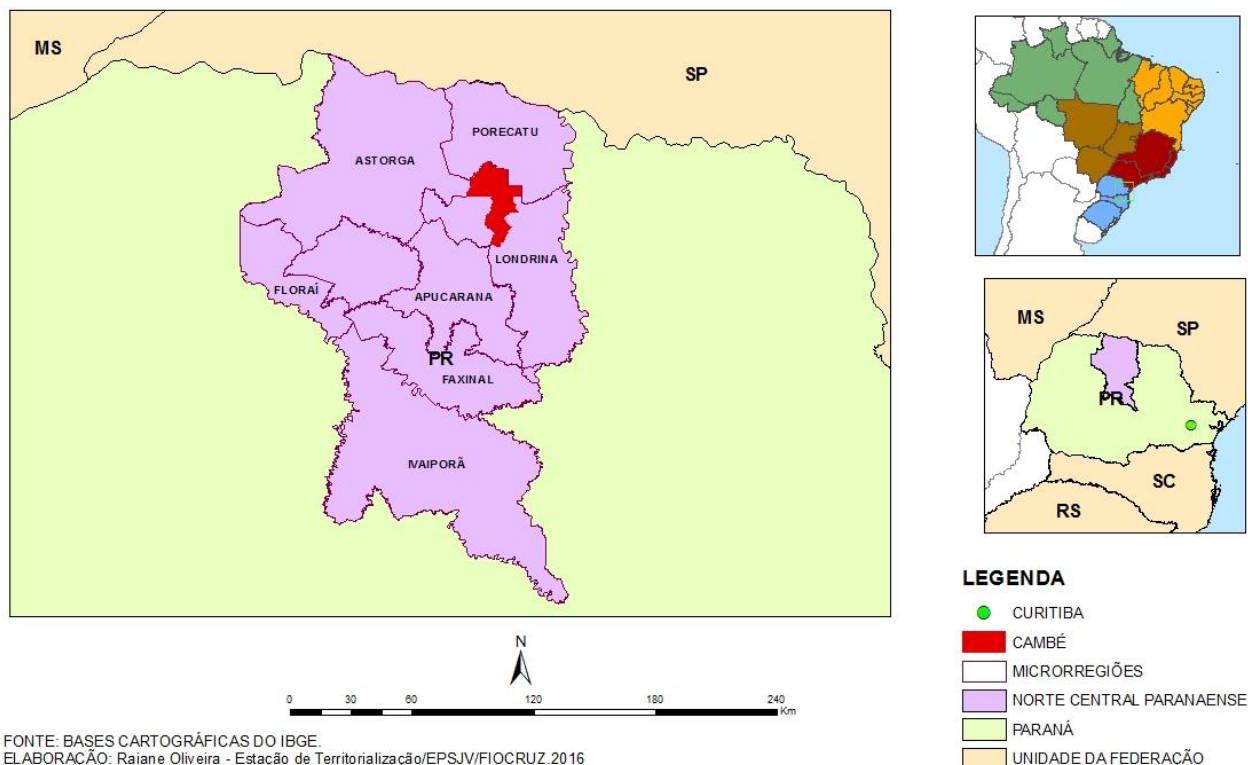 MS
SP
PORECATU
ASTORGA
LONDRINA
FLORAÍ
APUCARANA
PR
FAXINAL
IVAIPORÃ
N
0 30 60 120 180 240
Km
FONTE: BASES CARTOGRÁFICAS DO IBGE.
ELABORAÇÃO: Raiane Oliveira - Estação de Territorialização/EPSJV/FIOCRUZ.2016
MS
SP
PR
SC
RS
LEGENDA
CURITIBA
CAMBÉ
MICRORREGIÕES
NORTE CENTRAL PARANAENSE
PARANÁ
UNIDADE DA FEDERAÇÃO